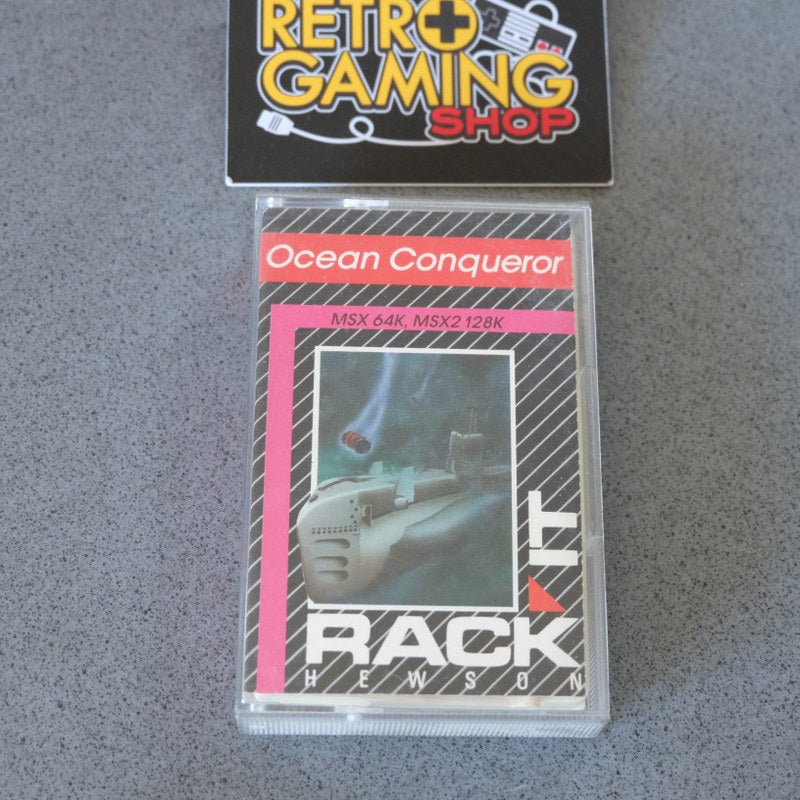 RETRO
GAMING
SHOP
Ocean Conqueror
MSX 64K, MSX2 128K
RACK IT
HEWSON